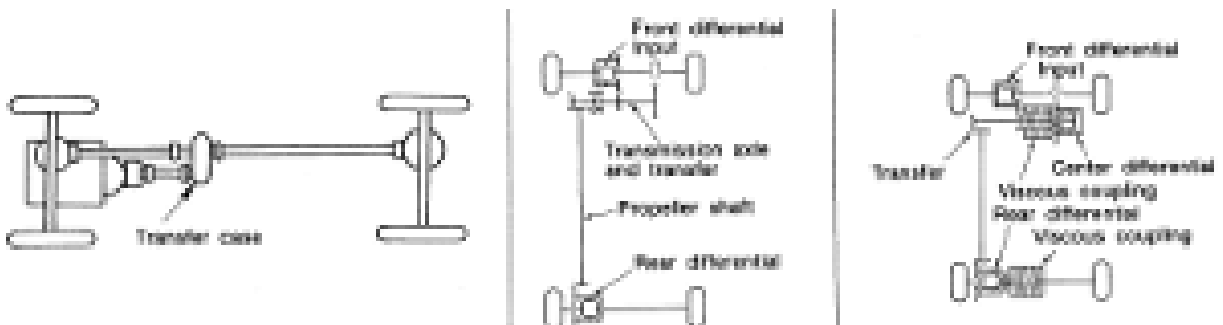 Transfer case
Front differential
Input
Transmission axle
and transfer
Propeller shaft
Rear differential
Front differential
Input
Transfer
Center differential
Viscous coupling
Rear differential
Viscous coupling